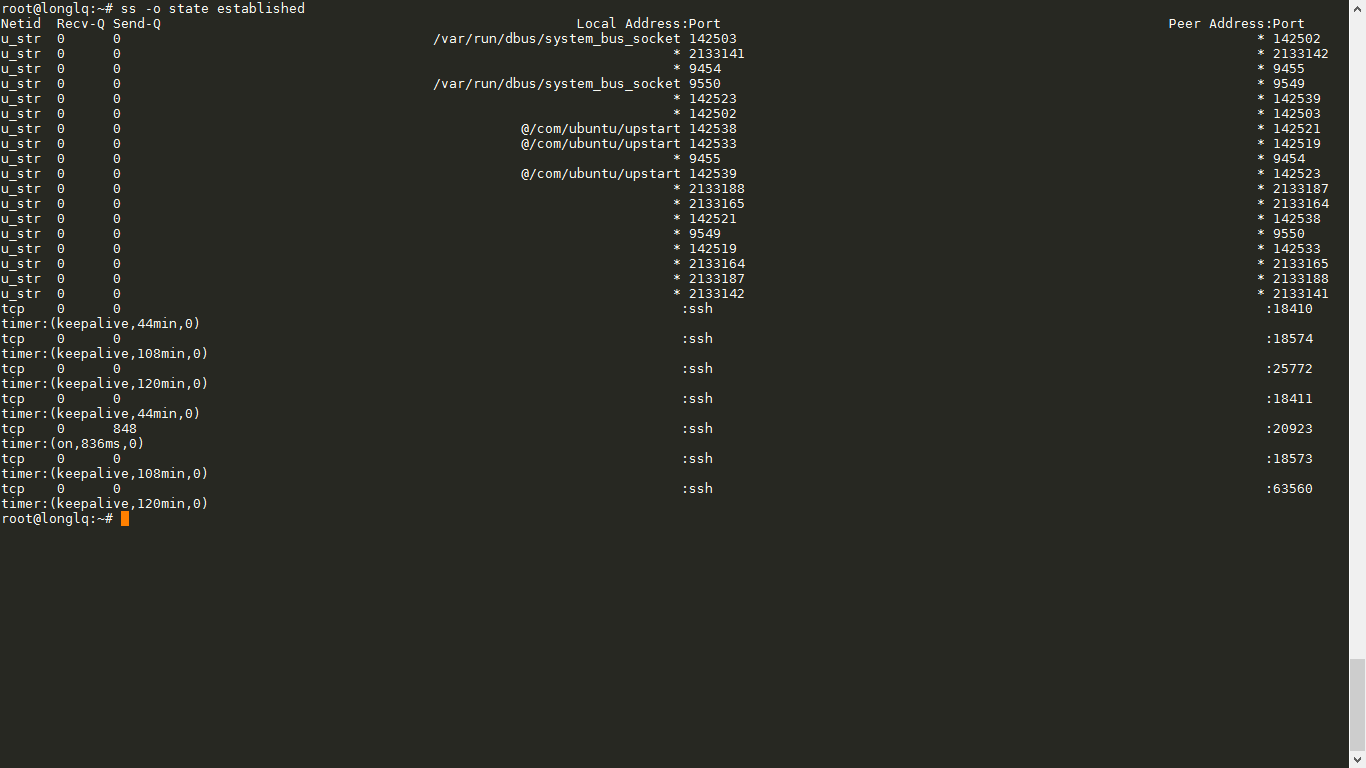 root@longlq:~# ss -o state established
Netid Recv-Q Send-Q Local Address:Port Peer Address:Port
u_str 0 0 /var/run/dbus/system_bus_socket 142503 * 142502
u_str 0 0 * 2133141 * 2133142
u_str 0 0 * 9454 * 9455
u_str 0 0 /var/run/dbus/system_bus_socket 9550 * 9549
u_str 0 0 * 142523 * 142539
u_str 0 0 * 142502 * 142503
u_str 0 0 @/com/ubuntu/upstart 142538 * 142521
u_str 0 0 @/com/ubuntu/upstart 142533 * 142519
u_str 0 0 * 9455 * 9454
u_str 0 0 @/com/ubuntu/upstart 142539 * 142523
u_str 0 0 * 2133188 * 2133187
u_str 0 0 * 2133165 * 2133164
u_str 0 0 * 142521 * 142538
u_str 0 0 * 9549 * 9550
u_str 0 0 * 142519 * 142533
u_str 0 0 * 2133164 * 2133165
u_str 0 0 * 2133187 * 2133188
u_str 0 0 * 2133142 * 2133141
tcp 0 0 :ssh :18410
timer:(keepalive,44min,0)
tcp 0 0 :ssh :18574
timer:(keepalive,108min,0)
tcp 0 0 :ssh :25772
timer:(keepalive,120min,0)
tcp 0 0 :ssh :18411
timer:(keepalive,44min,0)
tcp 0 848 :ssh :20923
timer:(on,836ms,0)
tcp 0 0 :ssh :18573
timer:(keepalive,108min,0)
tcp 0 0 :ssh :63560
timer:(keepalive,120min,0)
root@longlq:~#